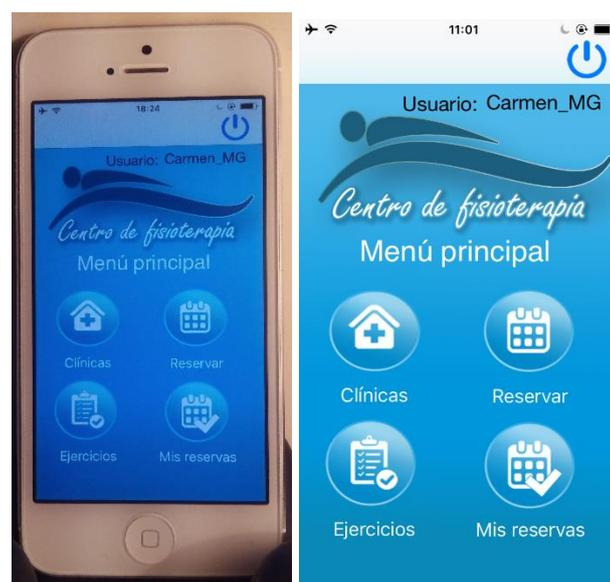 18:24
Usuario: Carmen_MG
Centro de fisioterapia
Menú principal
Clínicas
Reservar
Ejercicios
Mis reservas
11:01
Usuario: Carmen_MG
Centro de fisioterapia
Menú principal
Clínicas
Reservar
Ejercicios
Mis reservas